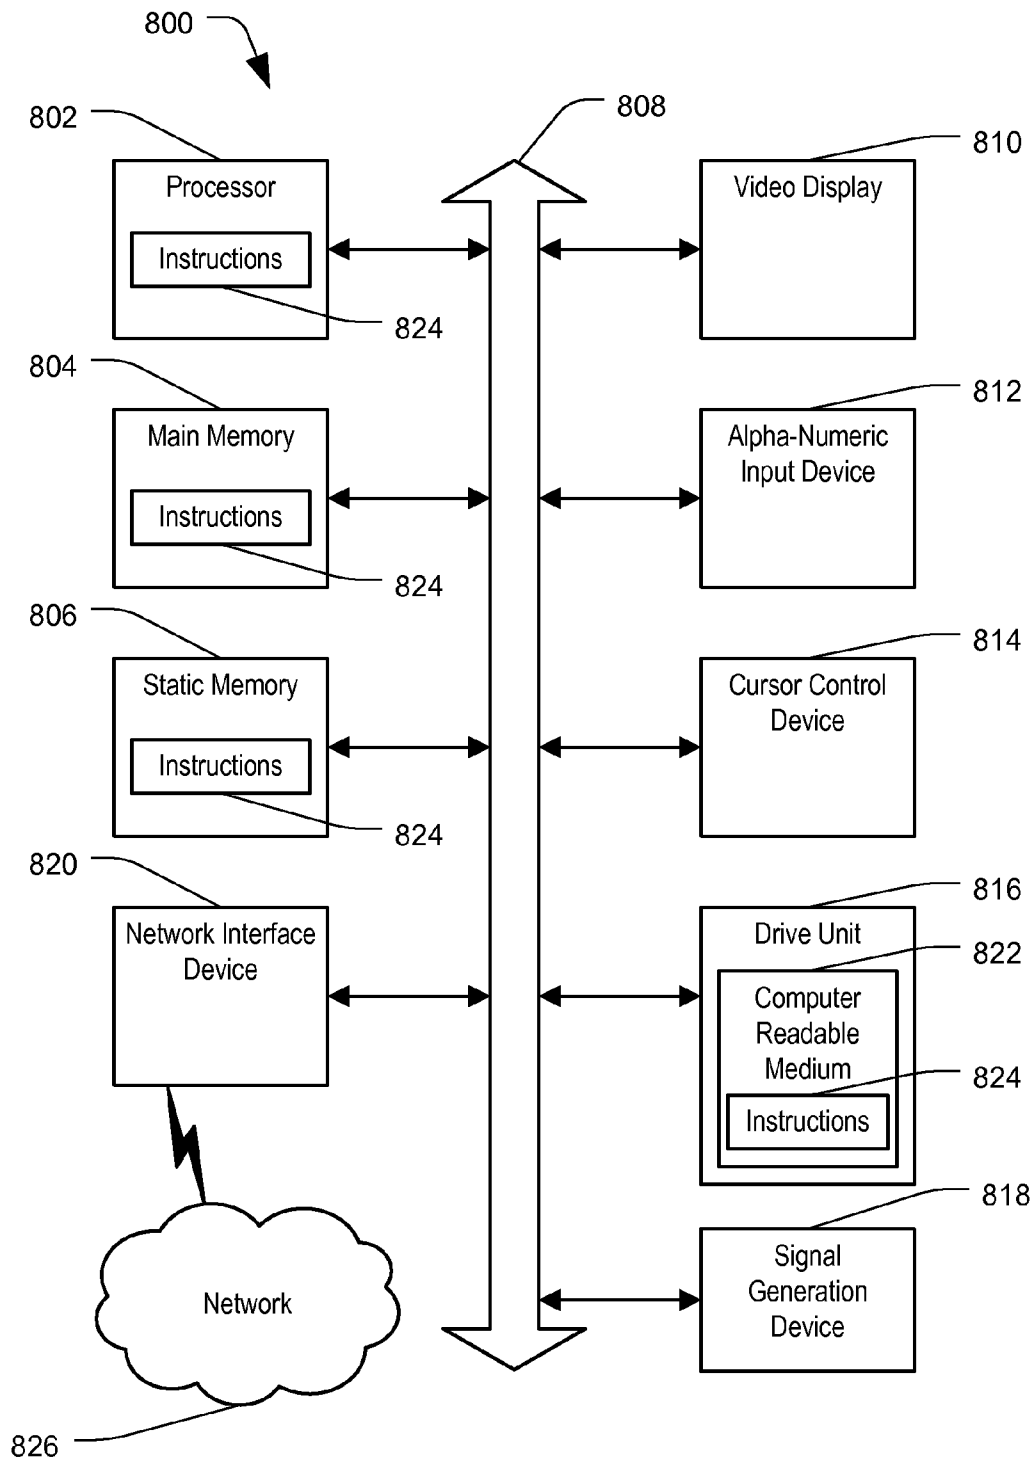 800
802
808
810
Processor
Instructions
824
Video Display
804
812
Main Memory
Instructions
824
Alpha-Numeric
Input Device
806
814
Static Memory
Instructions
824
Cursor Control
Device
820
816
Network Interface
Device
Drive Unit
822
Computer
Readable
Medium
824
Instructions
818
Signal
Generation
Device
Network
826